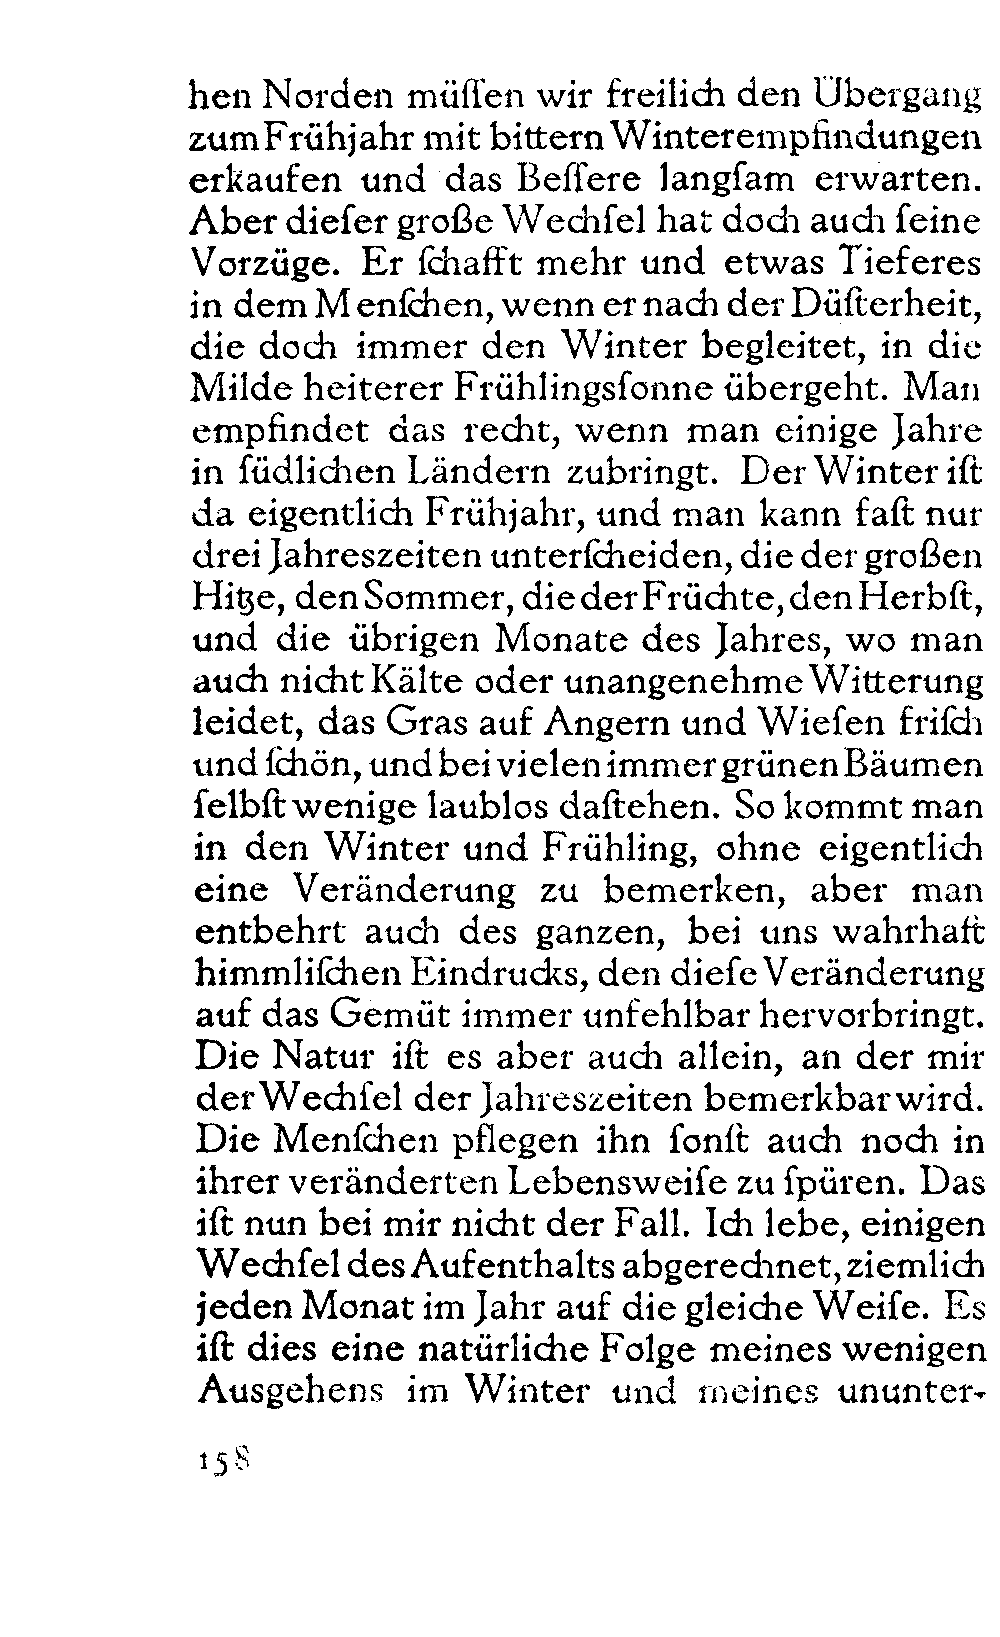 hen Norden müſſen wir freilich den Übergang
zum Frühjahr mit bittern Winterempfindungen
erkaufen und das Beſſere langſam erwarten.
Aber dieſer große Wechſel hat doch auch ſeine
Vorzüge. Er ſchafft mehr und etwas Tieferes
in dem Menſchen, wenn er nach der Düſterheit,
die doch immer den Winter begleitet, in die
Milde heiterer Frühlingsſonne übergeht. Man
empfindet das recht, wenn man einige Jahre
in ſüdlichen Ländern zubringt. Der Winter iſt
da eigentlich Frühjahr, und man kann faſt nur
drei Jahreszeiten unterſcheiden, die der großen
Hitze, den Sommer, die der Früchte, den Herbſt,
und die übrigen Monate des Jahres, wo man
auch nicht Kälte oder unangenehme Witterung
leidet, das Gras auf Angern und Wieſen friſch
und ſchön, und bei vielen immer grünen Bäumen
ſelbſt wenige laublos daſtehen. So kommt man
in den Winter und Frühling, ohne eigentlich
eine Veränderung zu bemerken, aber man
entbehrt auch des ganzen, bei uns wahrhaft
himmliſchen Eindrucks, den dieſe Veränderung
auf das Gemüt immer unfehlbar hervorbringt.
Die Natur iſt es aber auch allein, an der mir
der Wechſel der Jahreszeiten bemerkbar wird.
Die Menſchen pflegen ihn ſonſt auch noch in
ihrer veränderten Lebensweiſe zu ſpüren. Das
iſt nun bei mir nicht der Fall. Ich lebe, einigen
Wechſel des Aufenthalts abgerechnet, ziemlich
jeden Monat im Jahr auf die gleiche Weiſe. Es
iſt dies eine natürliche Folge meines wenigen
Ausgehens im Winter und meines ununter-
158